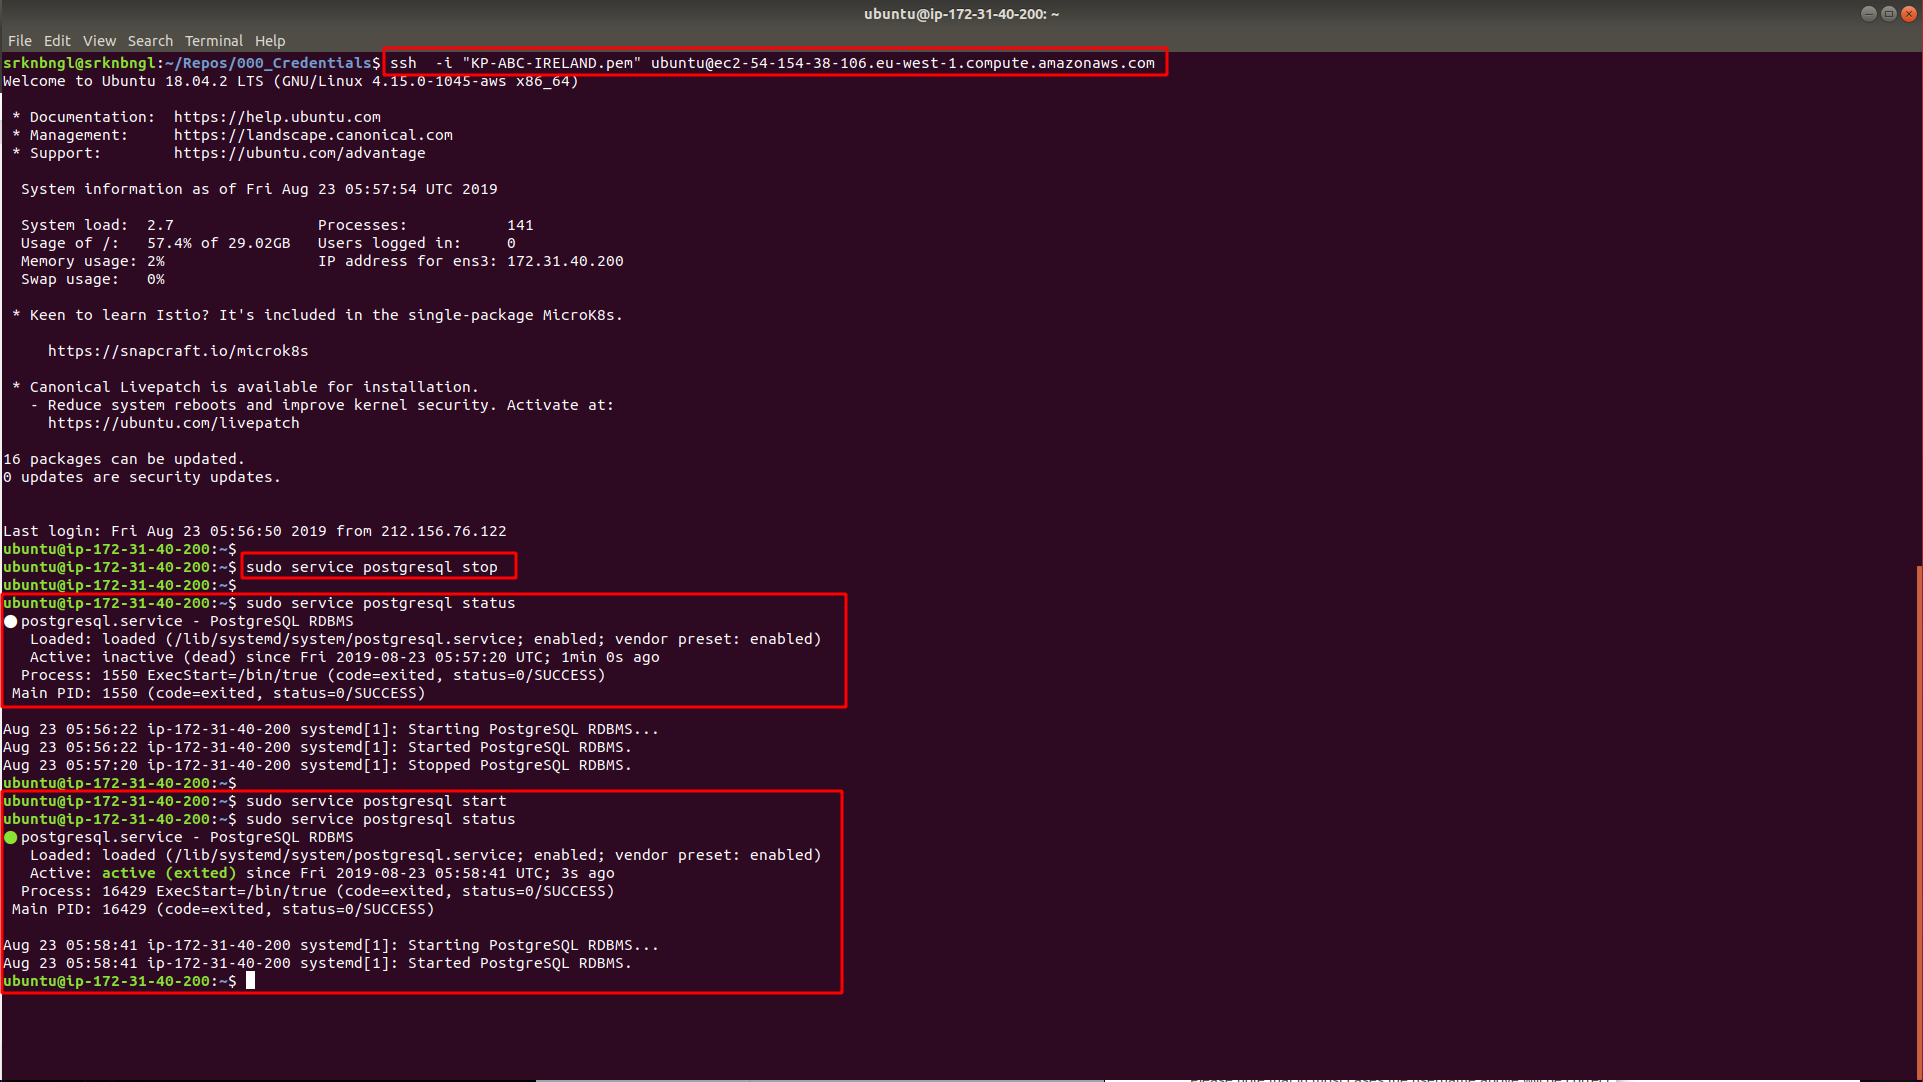 ubuntu@ip-172-31-40-200: ~
File Edit View Search Terminal Help
srknbngl@srknbngl:~/Repos/000_Credentials$ ssh  -i "KP-ABC-IRELAND.pem" ubuntu@ec2-54-154-38-106.eu-west-1.compute.amazonaws.com
Welcome to Ubuntu 18.04.2 LTS (GNU/Linux 4.15.0-1045-aws x86_64)
* Documentation:  https://help.ubuntu.com
* Management:     https://landscape.canonical.com
* Support:        https://ubuntu.com/advantage
System information as of Fri Aug 23 05:57:54 UTC 2019
System load:  2.7                Processes:           141
Usage of /:   57.4% of 29.02GB   Users logged in:     0
Memory usage: 2%                 IP address for ens3: 172.31.40.200
Swap usage:   0%
* Keen to learn Istio? It's included in the single-package MicroK8s.
https://snapcraft.io/microk8s
* Canonical Livepatch is available for installation.
- Reduce system reboots and improve kernel security. Activate at:
https://ubuntu.com/livepatch
16 packages can be updated.
0 updates are security updates.
Last login: Fri Aug 23 05:56:50 2019 from 212.156.76.122
ubuntu@ip-172-31-40-200:~$
ubuntu@ip-172-31-40-200:~$ sudo service postgresql stop
ubuntu@ip-172-31-40-200:~$
ubuntu@ip-172-31-40-200:~$ sudo service postgresql status
● postgresql.service - PostgreSQL RDBMS
Loaded: loaded (/lib/systemd/system/postgresql.service; enabled; vendor preset: enabled)
Active: inactive (dead) since Fri 2019-08-23 05:57:20 UTC; 1min 0s ago
Process: 1550 ExecStart=/bin/true (code=exited, status=0/SUCCESS)
Main PID: 1550 (code=exited, status=0/SUCCESS)
Aug 23 05:56:22 ip-172-31-40-200 systemd[1]: Starting PostgreSQL RDBMS...
Aug 23 05:56:22 ip-172-31-40-200 systemd[1]: Started PostgreSQL RDBMS.
Aug 23 05:57:20 ip-172-31-40-200 systemd[1]: Stopped PostgreSQL RDBMS.
ubuntu@ip-172-31-40-200:~$
ubuntu@ip-172-31-40-200:~$ sudo service postgresql start
ubuntu@ip-172-31-40-200:~$ sudo service postgresql status
● postgresql.service - PostgreSQL RDBMS
Loaded: loaded (/lib/systemd/system/postgresql.service; enabled; vendor preset: enabled)
Active: active (exited) since Fri 2019-08-23 05:58:41 UTC; 3s ago
Process: 16429 ExecStart=/bin/true (code=exited, status=0/SUCCESS)
Main PID: 16429 (code=exited, status=0/SUCCESS)
Aug 23 05:58:41 ip-172-31-40-200 systemd[1]: Starting PostgreSQL RDBMS...
Aug 23 05:58:41 ip-172-31-40-200 systemd[1]: Started PostgreSQL RDBMS.
ubuntu@ip-172-31-40-200:~$